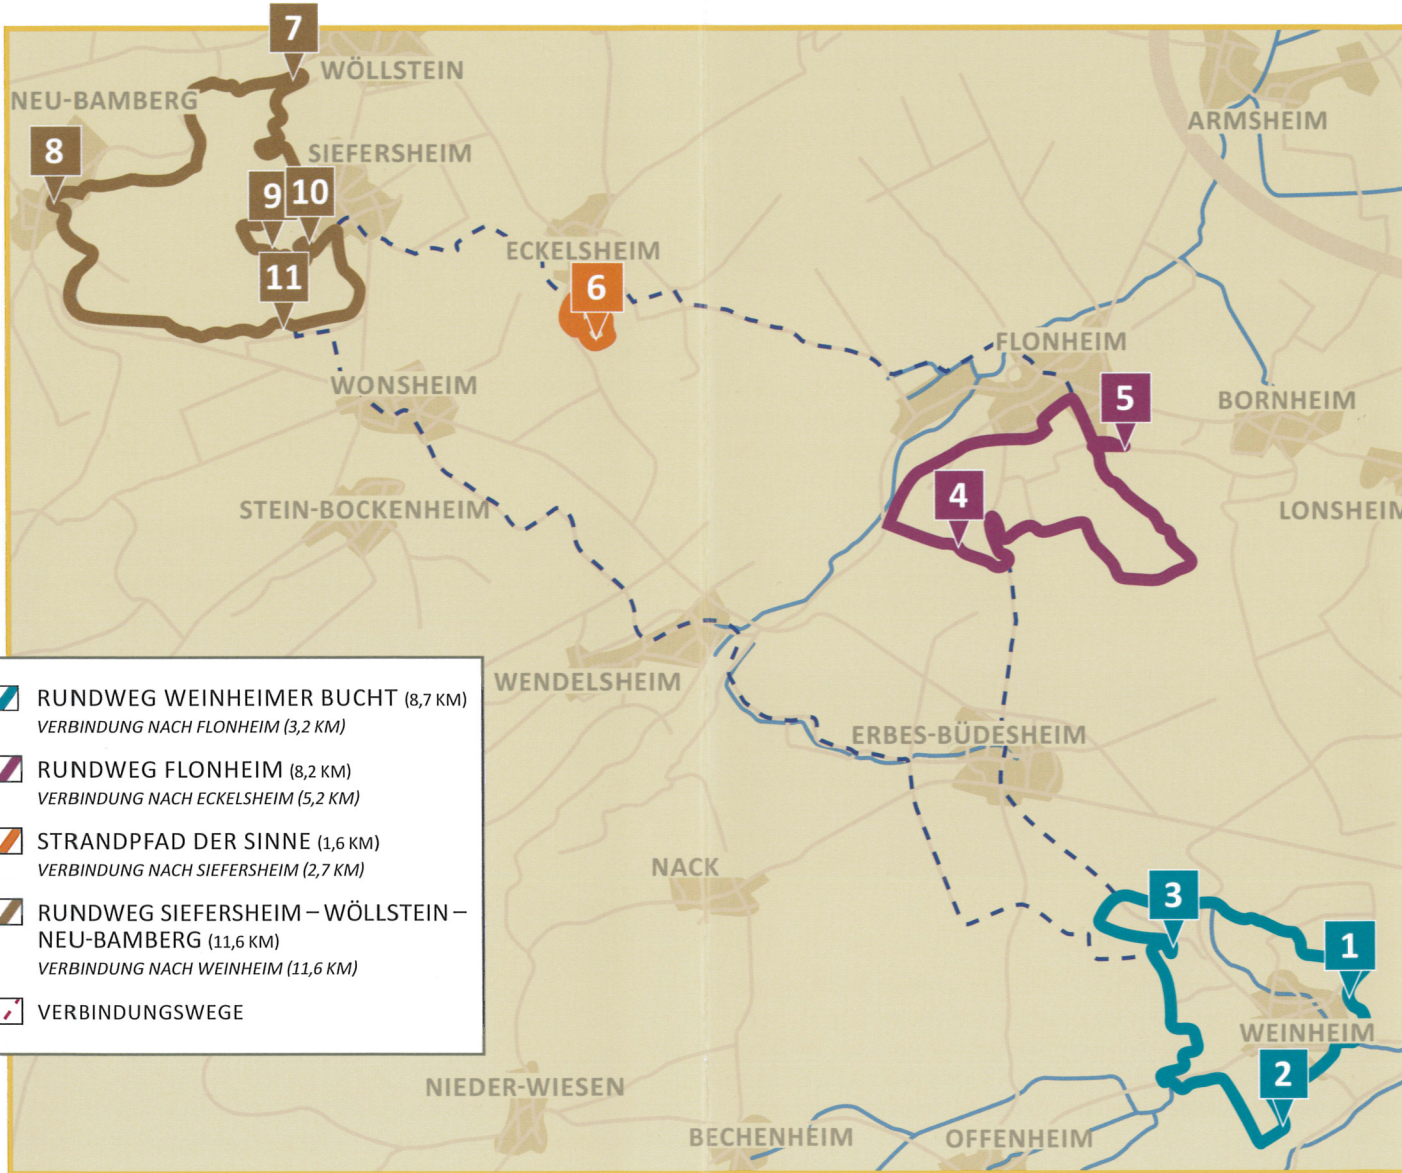 7
WÖLLSTEIN
NEU-BAMBERG
ARMSHEIM
8
SIEFERSHEIM
9
10
ECKELSHEIM
11
6
FLONHEIM
WONSHEIM
5
BORNHEIM
4
STEIN-BOCKENHEIM
LONSHEIM
WENDELSHEIM
RUNDWEG WEINHEIMER BUCHT (8,7 KM)
VERBINDUNG NACH FLONHEIM (3,2 KM)
RUNDWEG FLONHEIM (8,2 KM)
VERBINDUNG NACH ECKELSHEIM (5,2 KM)
STRANDPFAD DER SINNE (1,6 KM)
VERBINDUNG NACH SIEFERSHEIM (2,7 KM)
RUNDWEG SIEFERSHEIM – WÖLLSTEIN –
NEU-BAMBERG (11,6 KM)
VERBINDUNG NACH WEINHEIM (11,6 KM)
VERBINDUNGSWEGE
ERBES-BÜDESHEIM
NACK
3
1
WEINHEIM
2
NIEDER-WIESEN
BECHENHEIM
OFFENHEIM